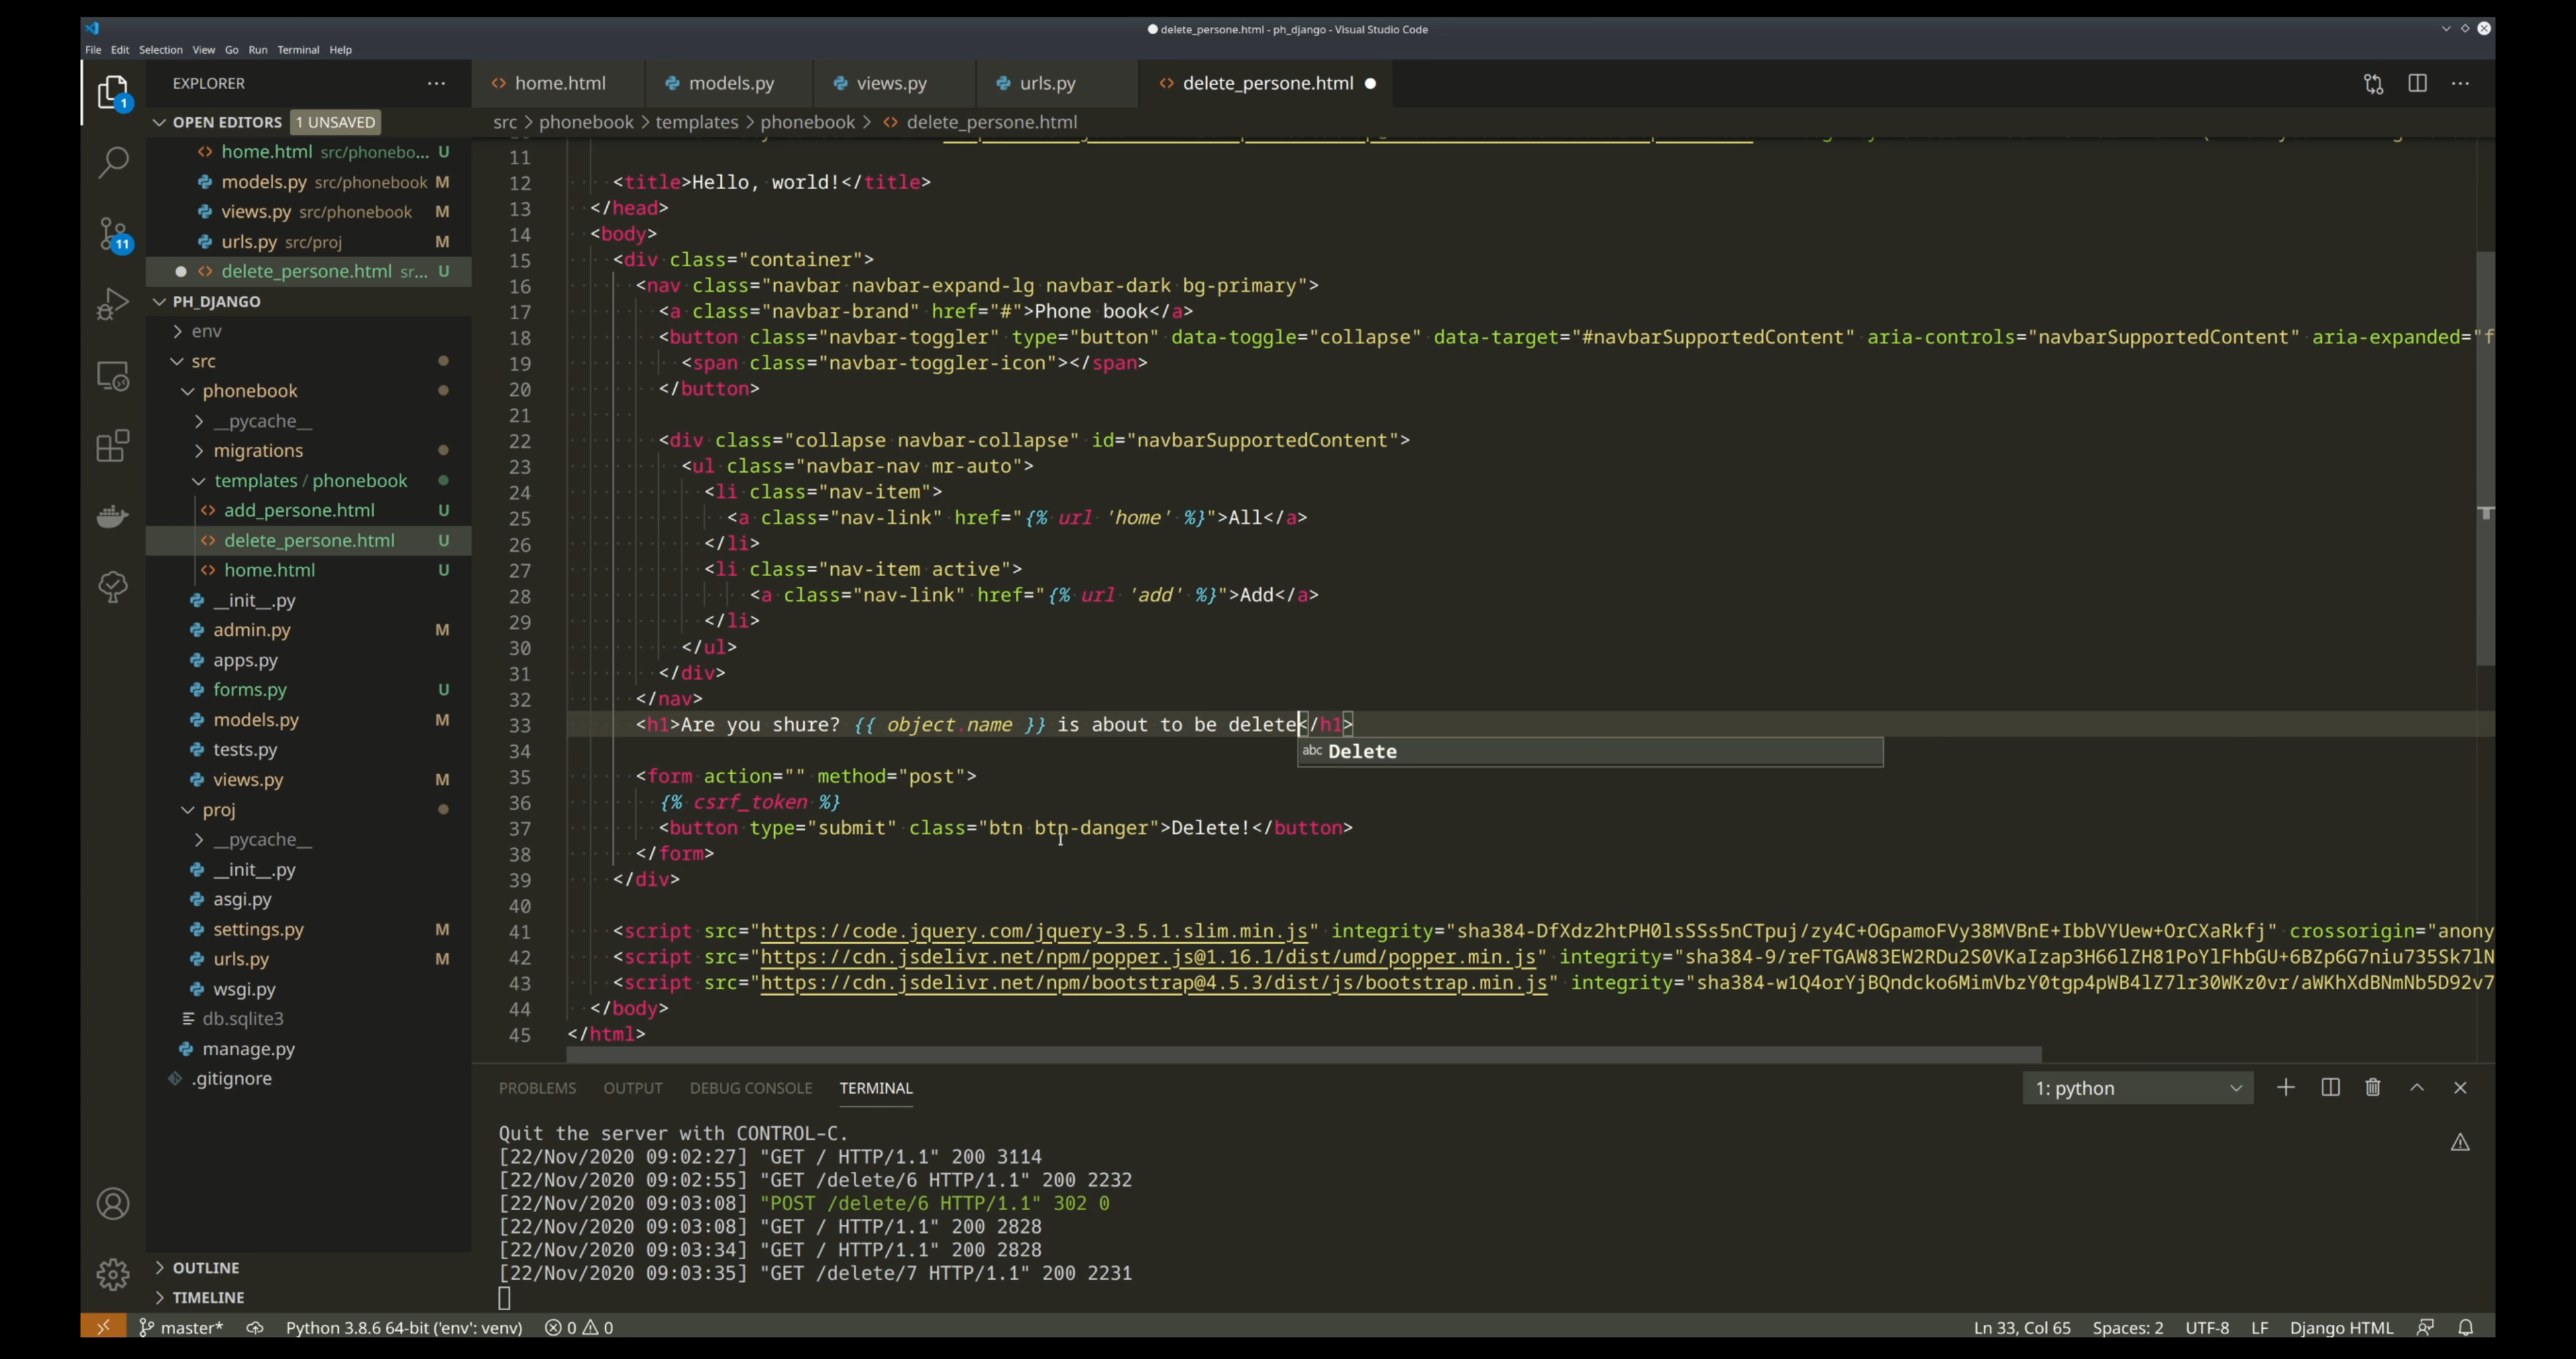 delete_persone.html - ph_django - Visual Studio Code
File Edit Selection View Go Run Terminal Help
EXPLORER
OPEN EDITORS 1 UNSAVED
home.html src/phonebo... U
models.py src/phonebook M
views.py src/phonebook M
urls.py src/proj M
delete_persone.html sr... U
PH_DJANGO
env
src
phonebook
__pycache__
migrations
templates / phonebook
add_persone.html U
delete_persone.html U
home.html U
__init__.py
admin.py M
apps.py
forms.py U
models.py M
tests.py
views.py M
proj
__pycache__
__init__.py
asgi.py
settings.py M
urls.py M
wsgi.py
db.sqlite3
manage.py
.gitignore
OUTLINE
TIMELINE
1
11
home.html models.py views.py urls.py delete_persone.html
src > phonebook > templates > phonebook > delete_persone.html
11
12 <title>Hello, world!</title>
13 </head>
14 <body>
15 <div class="container">
16 <nav class="navbar navbar-expand-lg navbar-dark bg-primary">
17 <a class="navbar-brand" href="#">Phone book</a>
18 <button class="navbar-toggler" type="button" data-toggle="collapse" data-target="#navbarSupportedContent" aria-controls="navbarSupportedContent" aria-expanded="f
19 <span class="navbar-toggler-icon"></span>
20 </button>
21
22 <div class="collapse navbar-collapse" id="navbarSupportedContent">
23 <ul class="navbar-nav mr-auto">
24 <li class="nav-item">
25 <a class="nav-link" href="{% url 'home' %}">All</a>
26 </li>
27 <li class="nav-item active">
28 <a class="nav-link" href="{% url 'add' %}">Add</a>
29 </li>
30 </ul>
31 </div>
32 </nav>
33 <h1>Are you shure? {{ object.name }} is about to be delete</h1>
abc Delete
34
35 <form action="" method="post">
36 {% csrf_token %}
37 <button type="submit" class="btn btn-danger">Delete!</button>
38 </form>
39 </div>
40
41 <script src="https://code.jquery.com/jquery-3.5.1.slim.min.js" integrity="sha384-DfXdz2htPH0lsSSs5nCTpuj/zy4C+OGpamoFVy38MVBnE+IbbVYUew+OrCXaRkfj" crossorigin="anony
42 <script src="https://cdn.jsdelivr.net/npm/popper.js@1.16.1/dist/umd/popper.min.js" integrity="sha384-9/reFTGAW83EW2RDu2S0VKaIzap3H66lZH81PoYlFhbGU+6BZp6G7niu735Sk7lN
43 <script src="https://cdn.jsdelivr.net/npm/bootstrap@4.5.3/dist/js/bootstrap.min.js" integrity="sha384-w1Q4orYjBQndcko6MimVbzY0tgp4pWB4lZ7lr30WKz0vr/aWKhXdBNmNb5D92v7
44 </body>
45 </html>
PROBLEMS OUTPUT DEBUG CONSOLE TERMINAL 1: python
Quit the server with CONTROL-C.
[22/Nov/2020 09:02:27] "GET / HTTP/1.1" 200 3114
[22/Nov/2020 09:02:55] "GET /delete/6 HTTP/1.1" 200 2232
[22/Nov/2020 09:03:08] "POST /delete/6 HTTP/1.1" 302 0
[22/Nov/2020 09:03:08] "GET / HTTP/1.1" 200 2828
[22/Nov/2020 09:03:34] "GET / HTTP/1.1" 200 2828
[22/Nov/2020 09:03:35] "GET /delete/7 HTTP/1.1" 200 2231
master* Python 3.8.6 64-bit ('env': venv) 0 0 Ln 33, Col 65 Spaces: 2 UTF-8 LF Django HTML